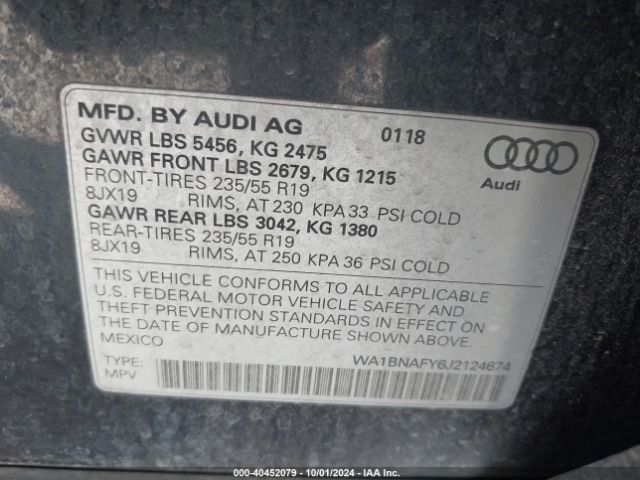 MFD. BY AUDI AG 0118
GVWR LBS 5456, KG 2475
GAWR FRONT LBS 2679, KG 1215
FRONT-TIRES 235/55 R19
8JX19 RIMS, AT 230 KPA 33 PSI COLD
GAWR REAR LBS 3042, KG 1380
REAR-TIRES 235/55 R19
8JX19 RIMS, AT 250 KPA 36 PSI COLD
Audi
THIS VEHICLE CONFORMS TO ALL APPLICABLE
U.S. FEDERAL MOTOR VEHICLE SAFETY AND
THEFT PREVENTION STANDARDS IN EFFECT ON
THE DATE OF MANUFACTURE SHOWN ABOVE.
MEXICO
WA1BNAFY6J2124674
TYPE:
MPV
000-40452079 - 10/01/2024 - IAA Inc.